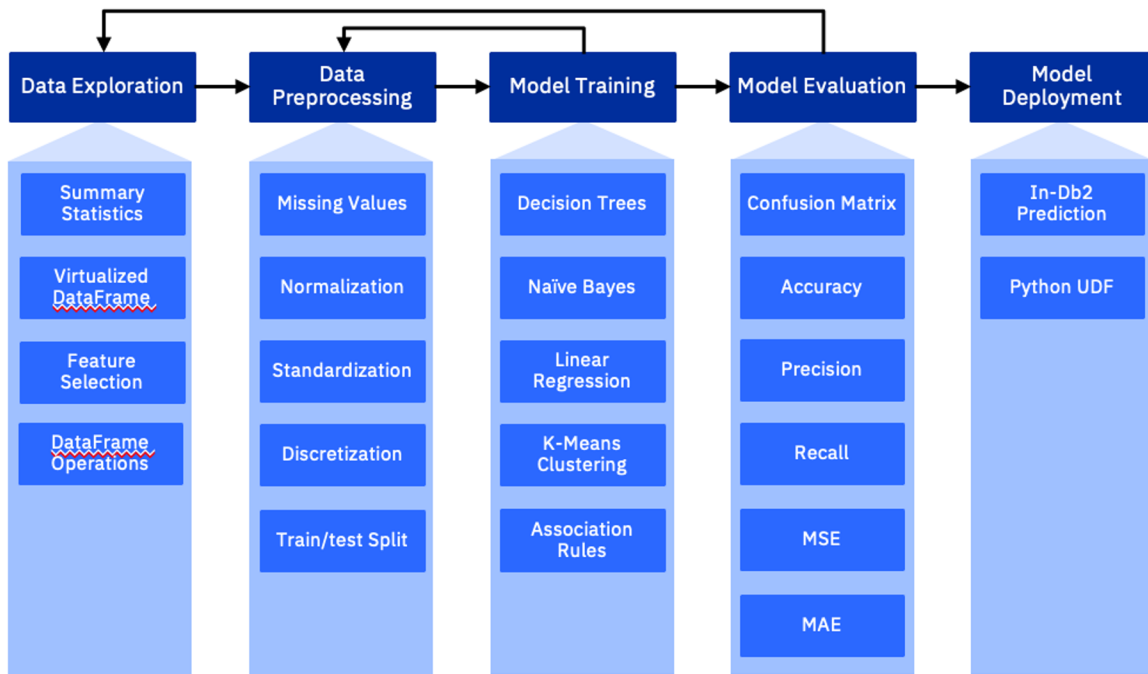 Data Exploration
Data
Preprocessing
Model Training
Model Evaluation
Model
Deployment
Summary
Statistics
Virtualized
DataFrame
Feature
Selection
DataFrame
Operations
Missing Values
Normalization
Standardization
Discretization
Train/test Split
Decision Trees
Naïve Bayes
Linear
Regression
K-Means
Clustering
Association
Rules
Confusion Matrix
Accuracy
Precision
Recall
MSE
MAE
In-Db2
Prediction
Python UDF